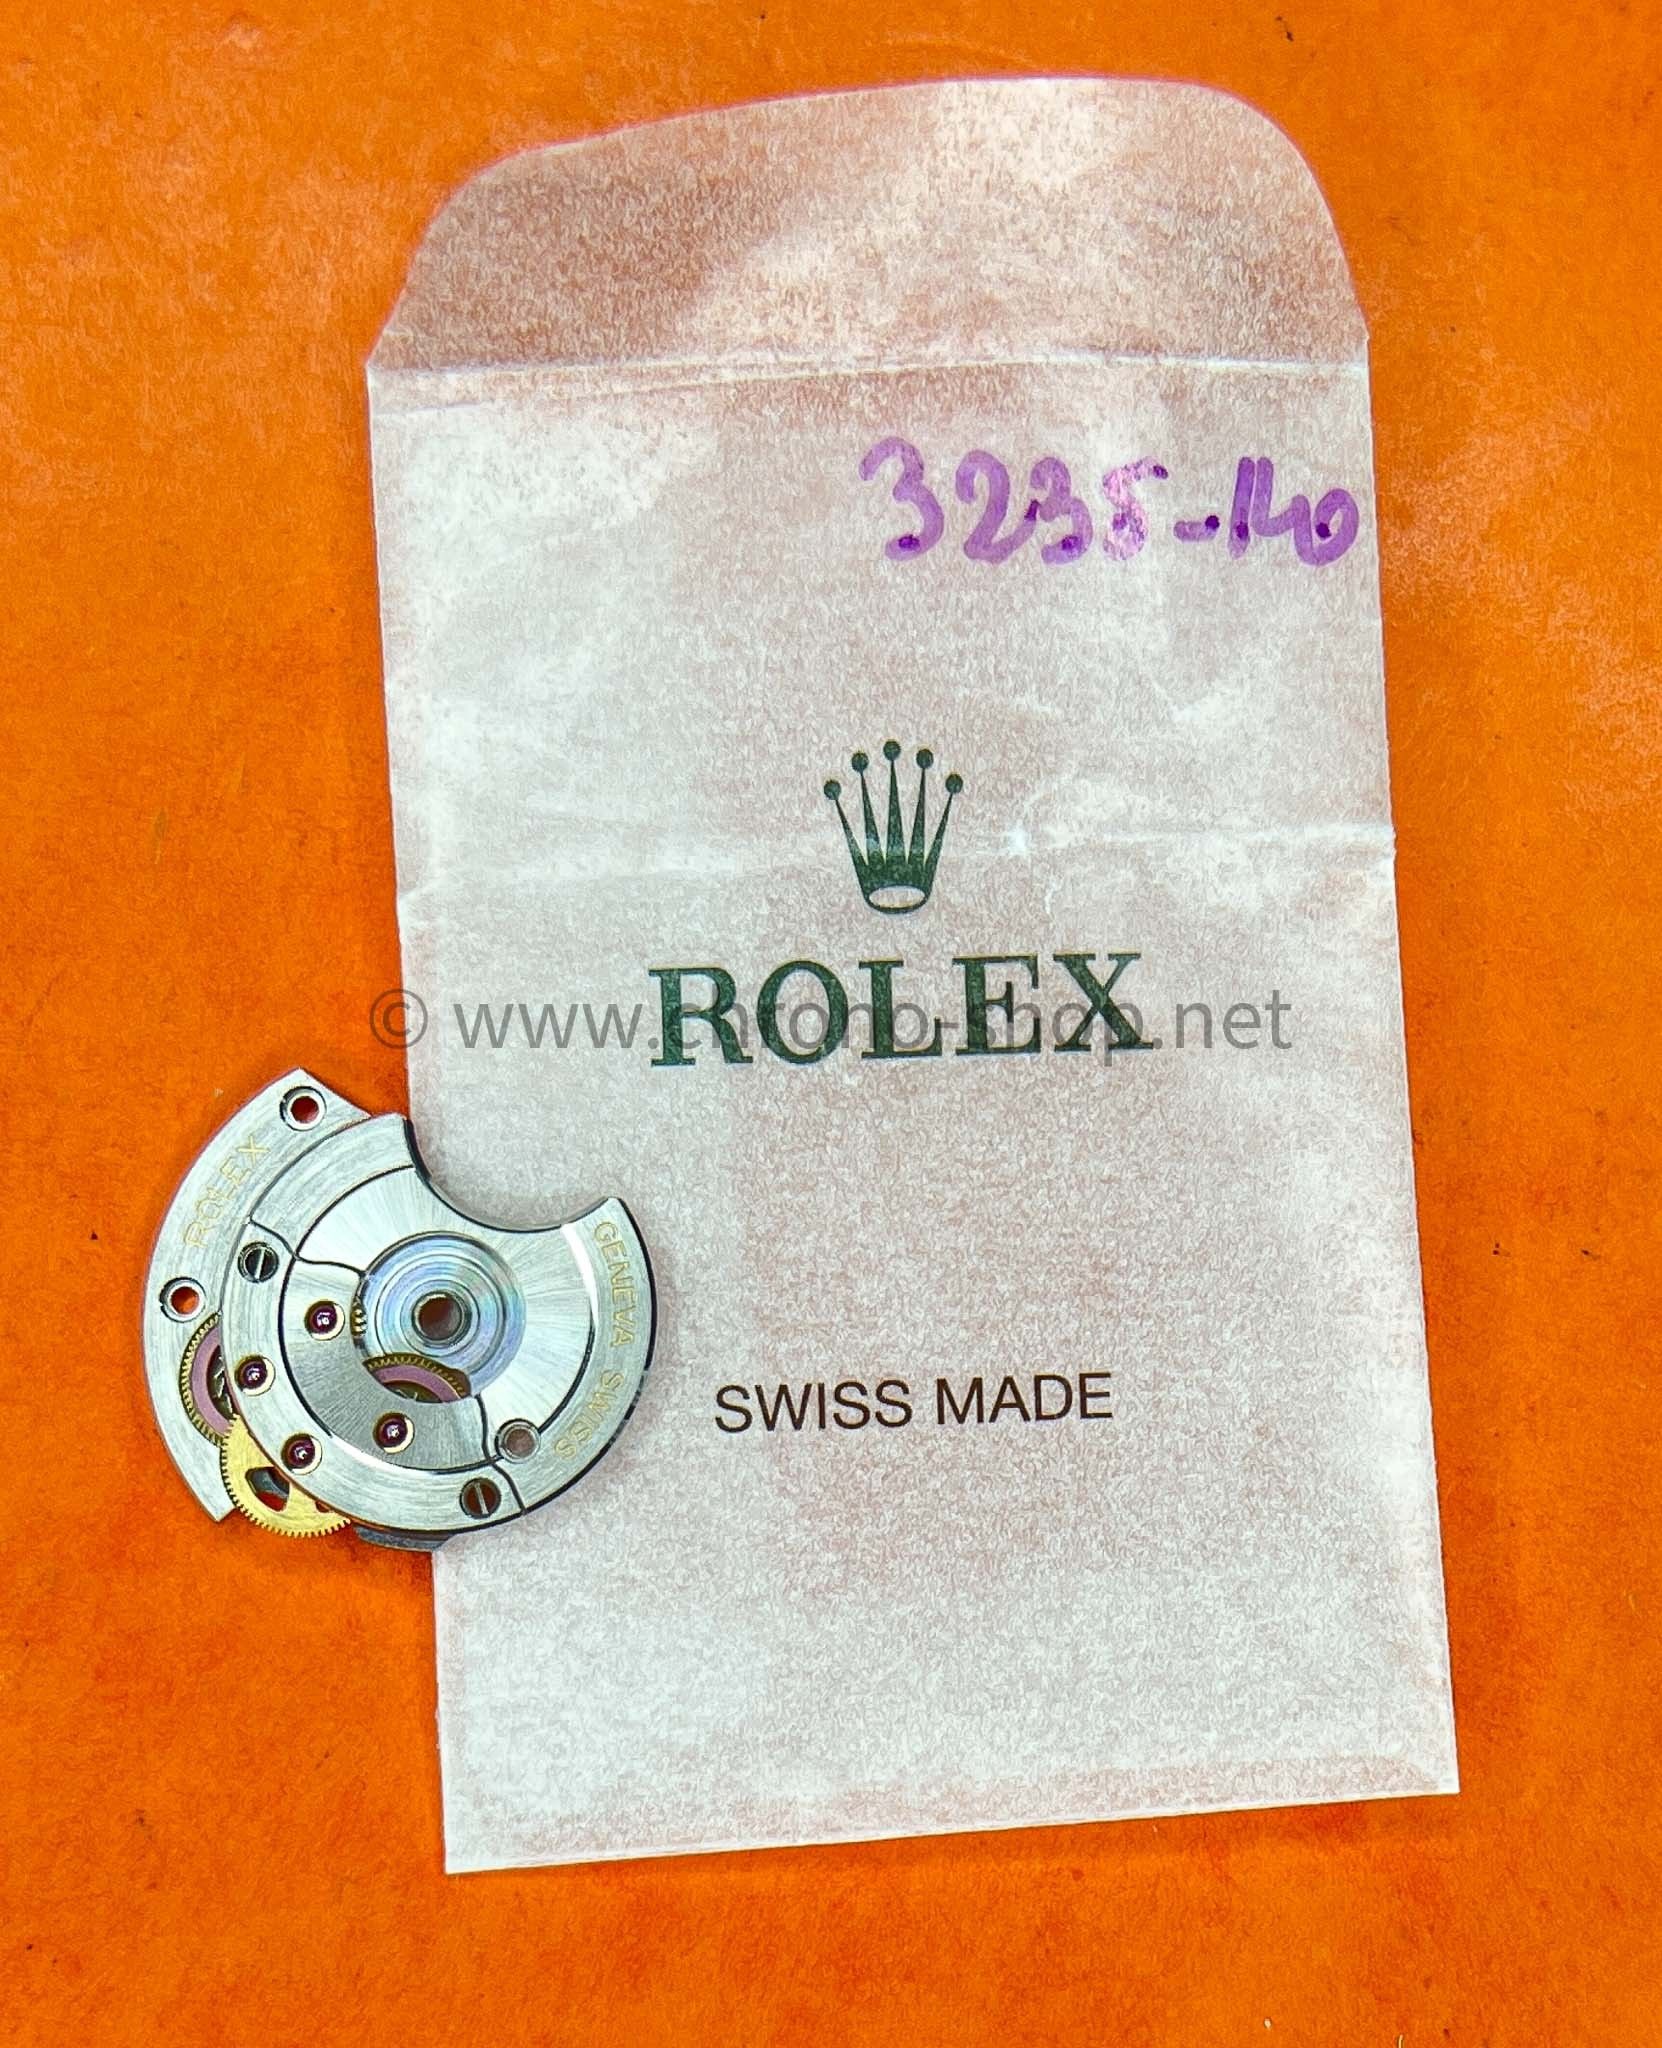 3235-140
ROLEX
© www.chrono-shop.net
ROLEX
GENEVA SWISS
SWISS MADE